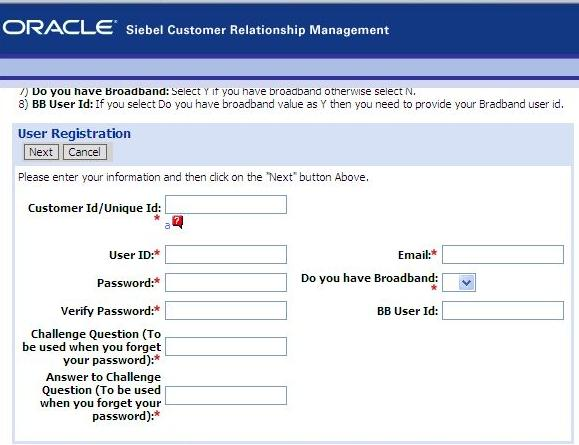 ORACLE® Siebel Customer Relationship Management
7) Do you have Broadband: Select Y if you have broadband otherwise select N.
8) BB User Id: If you select Do you have broadband value as Y then you need to provide your Bradband user id.
User Registration
Next Cancel
Please enter your information and then click on the "Next" button Above.
Customer Id/Unique Id:
*
a ?
User ID:* Email:*
Password:* Do you have Broadband:
*
Verify Password:* BB User Id:
Challenge Question (To
be used when you forget
your password):*
Answer to Challenge
Question (To be used
when you forget your
password):*